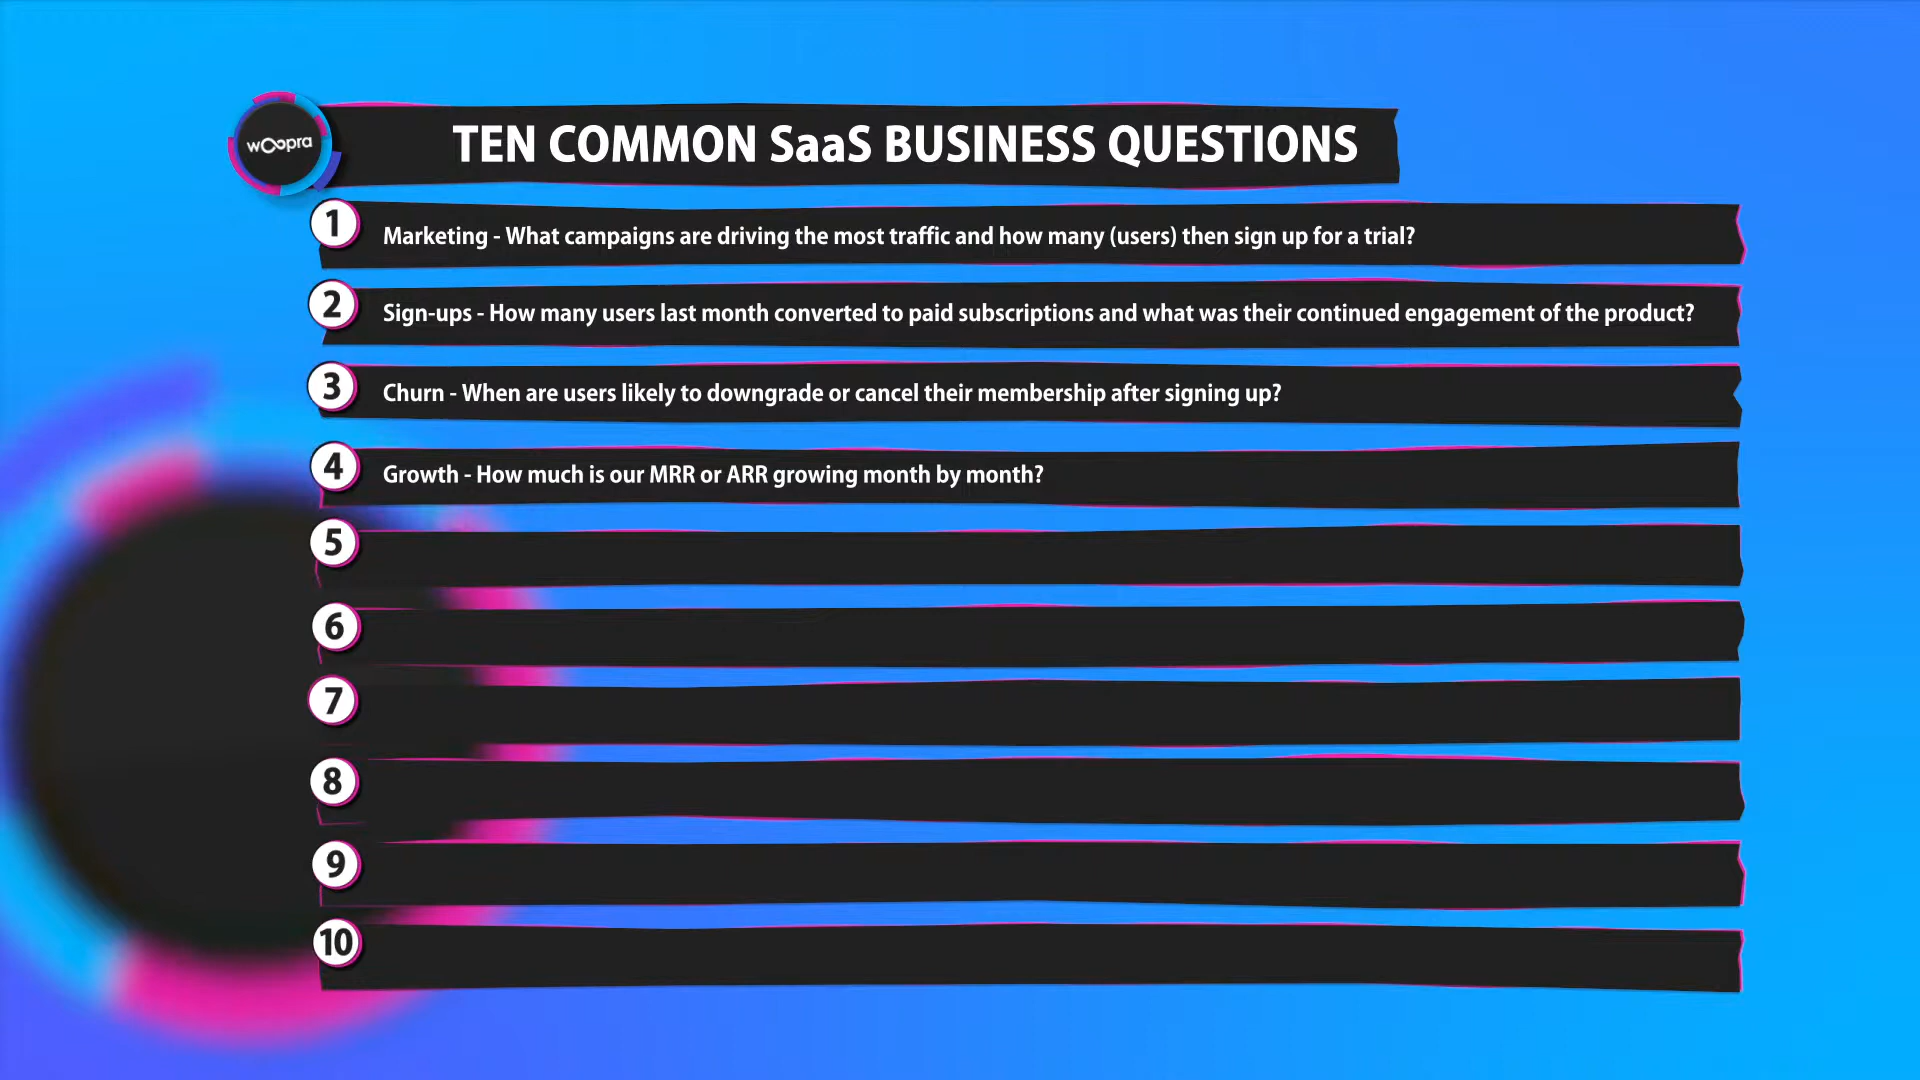 woopra
TEN COMMON SaaS BUSINESS QUESTIONS
1
Marketing - What campaigns are driving the most traffic and how many (users) then sign up for a trial?
2
Sign-ups - How many users last month converted to paid subscriptions and what was their continued engagement of the product?
3
Churn - When are users likely to downgrade or cancel their membership after signing up?
4
Growth - How much is our MRR or ARR growing month by month?
5
6
7
8
9
10